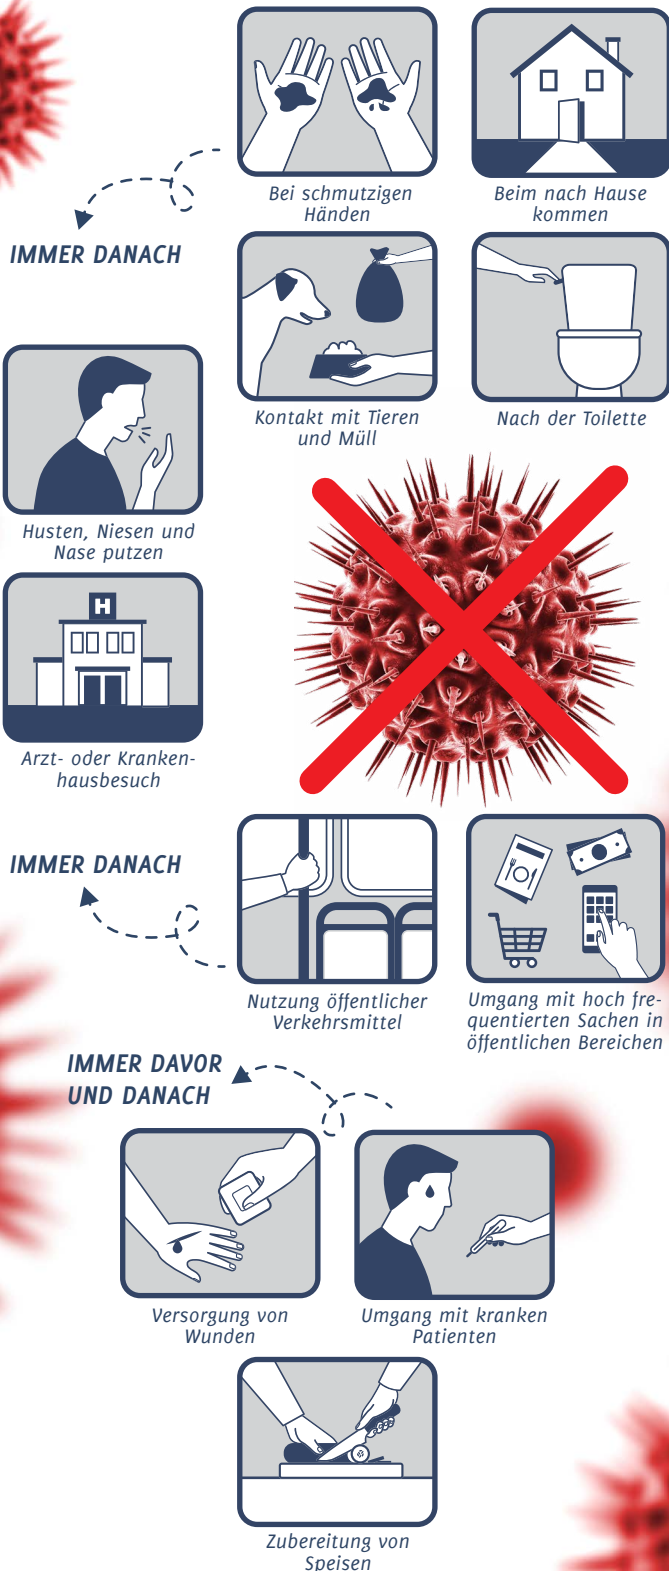 Bei schmutzigen
Händen
Beim nach Hause
kommen
IMMER DANACH
Kontakt mit Tieren
und Müll
Nach der Toilette
Husten, Niesen und
Nase putzen
H
Arzt- oder Kranken-
hausbesuch
IMMER DANACH
Nutzung öffentlicher
Verkehrsmittel
Umgang mit hoch fre-
quentierten Sachen in
öffentlichen Bereichen
IMMER DAVOR
UND DANACH
Versorgung von
Wunden
Umgang mit kranken
Patienten
Zubereitung von
Speisen